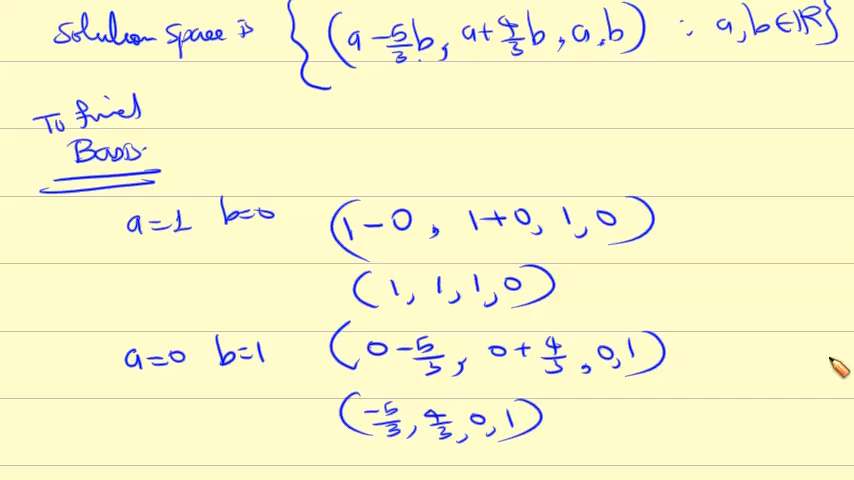 Solution Space is { (a - 5/3 b, a + 4/3 b, a, b) : a, b ∈ ℝ }
To find
Basis
a=1 b=0 (1-0, 1+0, 1, 0)
(1, 1, 1, 0)
a=0 b=1 (0 - 5/3, 0 + 4/3, 0, 1)
(-5/3, 4/3, 0, 1)